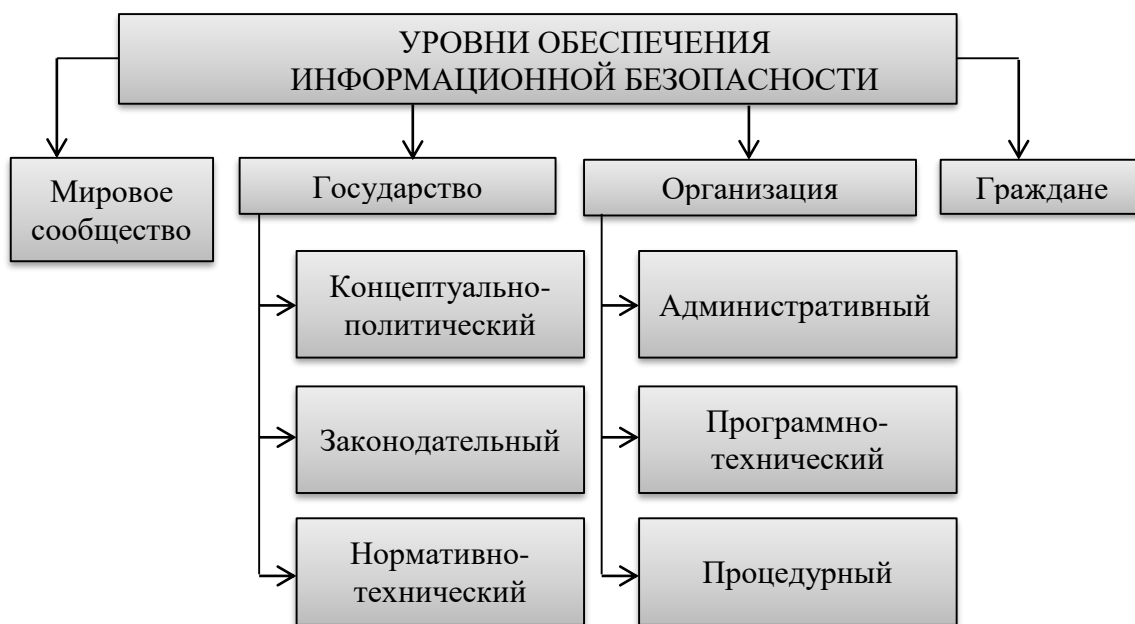 УРОВНИ ОБЕСПЕЧЕНИЯ
ИНФОРМАЦИОННОЙ БЕЗОПАСНОСТИ
Мировое
сообщество
Государство
Организация
Граждане
Концептуально-
политический
Административный
Законодательный
Программно-
технический
Нормативно-
технический
Процедурный